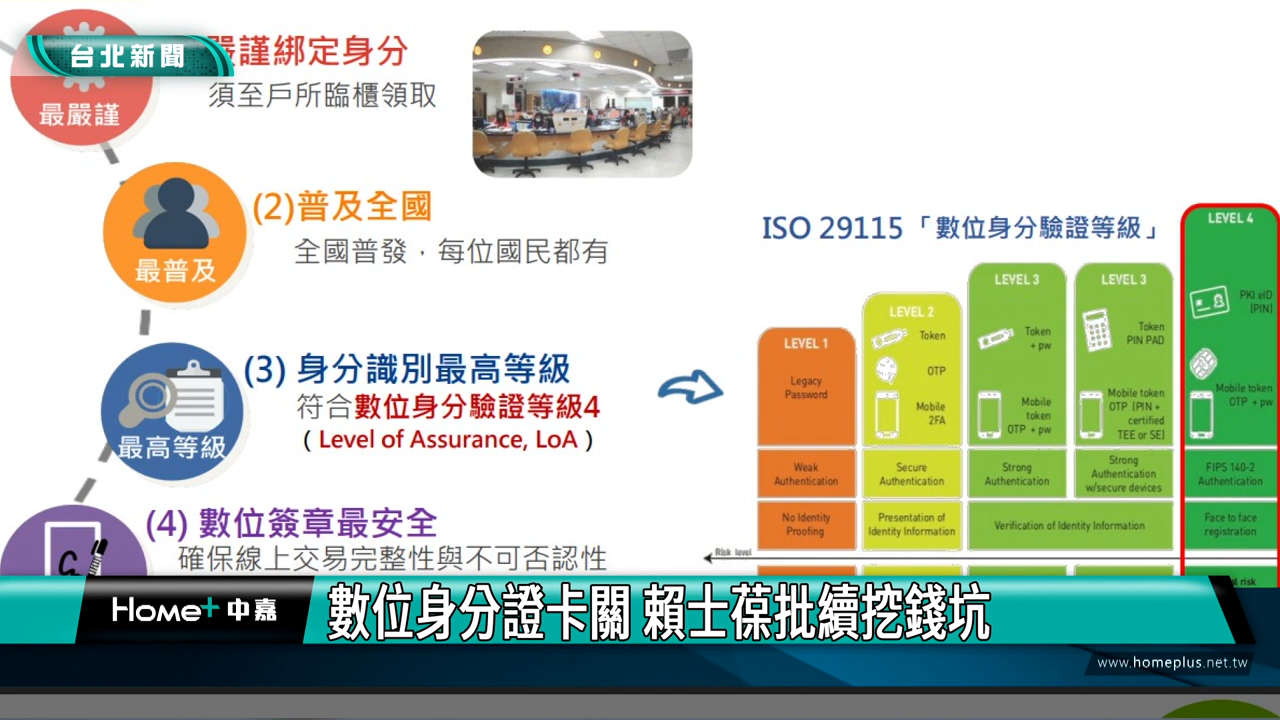 台北新聞
嚴謹綁定身分
須至戶所臨櫃領取
最嚴謹
(2)普及全國
全國普發，每位國民都有
最普及
(3) 身分識別最高等級
符合數位身分驗證等級4
( Level of Assurance, LoA )
最高等級
(4) 數位簽章最安全
確保線上交易完整性與不可否認性
ISO 29115「數位身分驗證等級」
LEVEL 1
Legacy
Password
Weak
Authentication
No Identity
Proofing
LEVEL 2
Token
OTP
Mobile
2FA
Secure
Authentication
Presentation of
Identity Information
LEVEL 3
Token
+ pw
Mobile
token
OTP + pw
Strong
Authentication
LEVEL 3
Token
PIN PAD
Mobile token
OTP (PIN +
certified
TEE or SE)
Strong
Authentication
w/secure devices
Verification of Identity Information
LEVEL 4
PKI eID
(PIN)
Mobile token
OTP + pw
FIPS 140-2
Authentication
Face to face
registration
Risk level
risk
Home+中嘉
數位身分證卡關 賴士葆批續挖錢坑
www.homeplus.net.tw